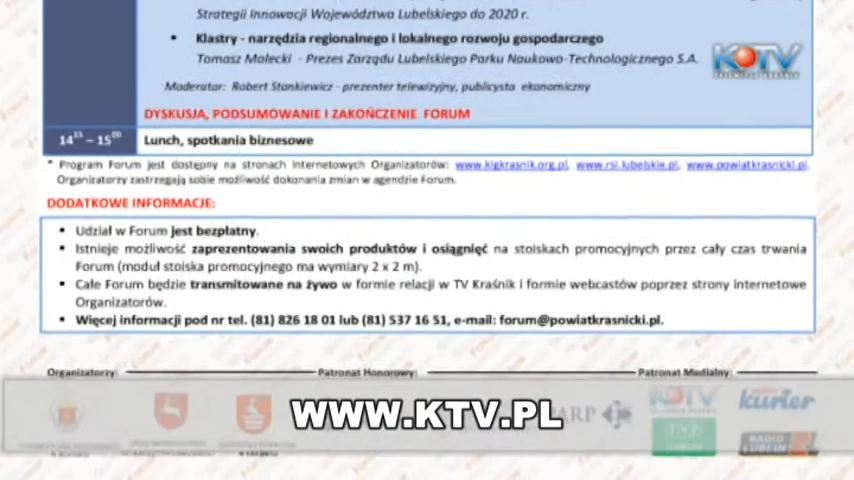 Strategii Innowacji Województwa Lubelskiego do 2020 r.
▪ Klastry - narzędzia regionalnego i lokalnego rozwoju gospodarczego
Tomasz Małecki - Prezes Zarządu Lubelskiego Parku Naukowo-Technologicznego S.A.
KTV
Moderator: Robert Stankiewicz - prezenter telewizyjny, publicysta ekonomiczny
DYSKUSJA, PODSUMOWANIE I ZAKOŃCZENIE FORUM
14¹⁵ – 15⁰⁰ Lunch, spotkania biznesowe
* Program Forum jest dostępny na stronach internetowych Organizatorów: www.kigkrasnik.org.pl, www.rsi.lubelskie.pl, www.powiatkrasnicki.pl.
Organizatorzy zastrzegają sobie możliwość dokonania zmian w agendzie Forum.
DODATKOWE INFORMACJE:
▪ Udział w Forum jest bezpłatny.
▪ Istnieje możliwość zaprezentowania swoich produktów i osiągnięć na stoiskach promocyjnych przez cały czas trwania
Forum (moduł stoiska promocyjnego ma wymiary 2 x 2 m).
▪ Całe Forum będzie transmitowane na żywo w formie relacji w TV Kraśnik i formie webcastów poprzez strony internetowe
Organizatorów.
▪ Więcej informacji pod nr tel. (81) 826 18 01 lub (81) 537 16 51, e-mail: forum@powiatkrasnicki.pl.
Organizatorzy: Patronat Honorowy: Patronat Medialny:
WWW.KTV.PL
PARP
KTV
kurier
RADIO
LUBLIN